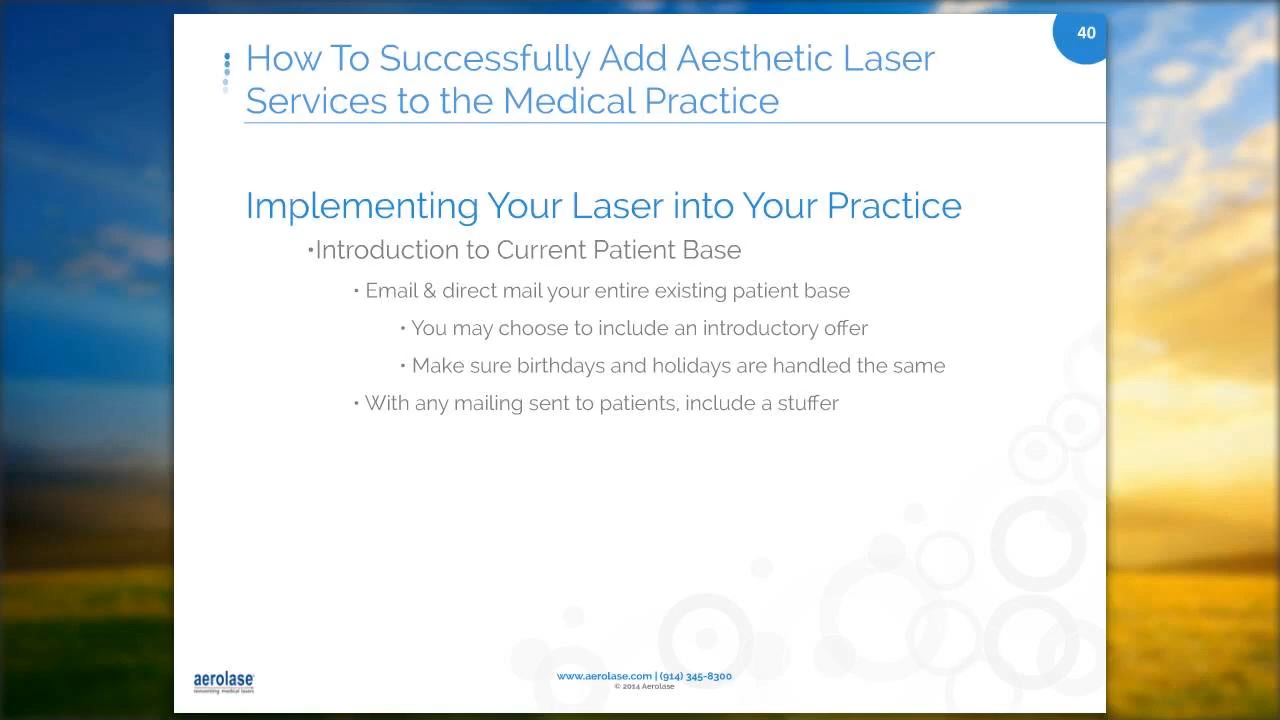 40
How To Successfully Add Aesthetic Laser
Services to the Medical Practice
Implementing Your Laser into Your Practice
•Introduction to Current Patient Base
• Email & direct mail your entire existing patient base
• You may choose to include an introductory offer
• Make sure birthdays and holidays are handled the same
• With any mailing sent to patients, include a stuffer
aerolase
reinventing medical lasers
www.aerolase.com | (914) 345-8300
© 2014 Aerolase